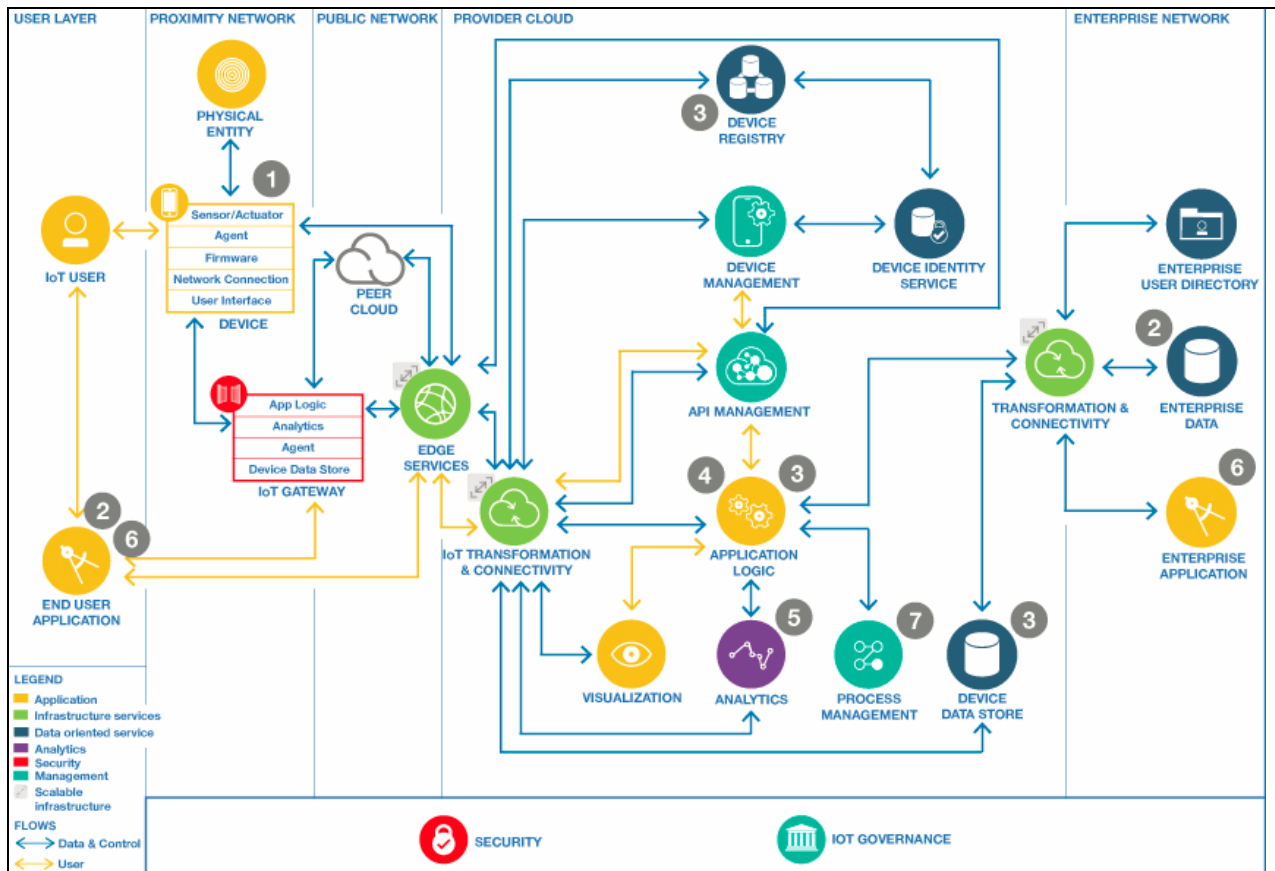 USER LAYER
PROXIMITY NETWORK
PUBLIC NETWORK
PROVIDER CLOUD
ENTERPRISE NETWORK
PHYSICAL
ENTITY
1
Sensor/Actuator
Agent
Firmware
Network Connection
User Interface
DEVICE
IoT USER
PEER
CLOUD
App Logic
Analytics
Agent
Device Data Store
IoT GATEWAY
EDGE
SERVICES
2
6
END USER
APPLICATION
3
DEVICE
REGISTRY
DEVICE
MANAGEMENT
DEVICE IDENTITY
SERVICE
API MANAGEMENT
4
3
APPLICATION
LOGIC
IoT TRANSFORMATION
& CONNECTIVITY
VISUALIZATION
5
ANALYTICS
7
PROCESS
MANAGEMENT
3
DEVICE
DATA STORE
ENTERPRISE
USER DIRECTORY
TRANSFORMATION &
CONNECTIVITY
2
ENTERPRISE
DATA
6
ENTERPRISE
APPLICATION
LEGEND
Application
Infrastructure services
Data oriented service
Analytics
Security
Management
Scalable
infrastructure
FLOWS
Data & Control
User
SECURITY
IOT GOVERNANCE